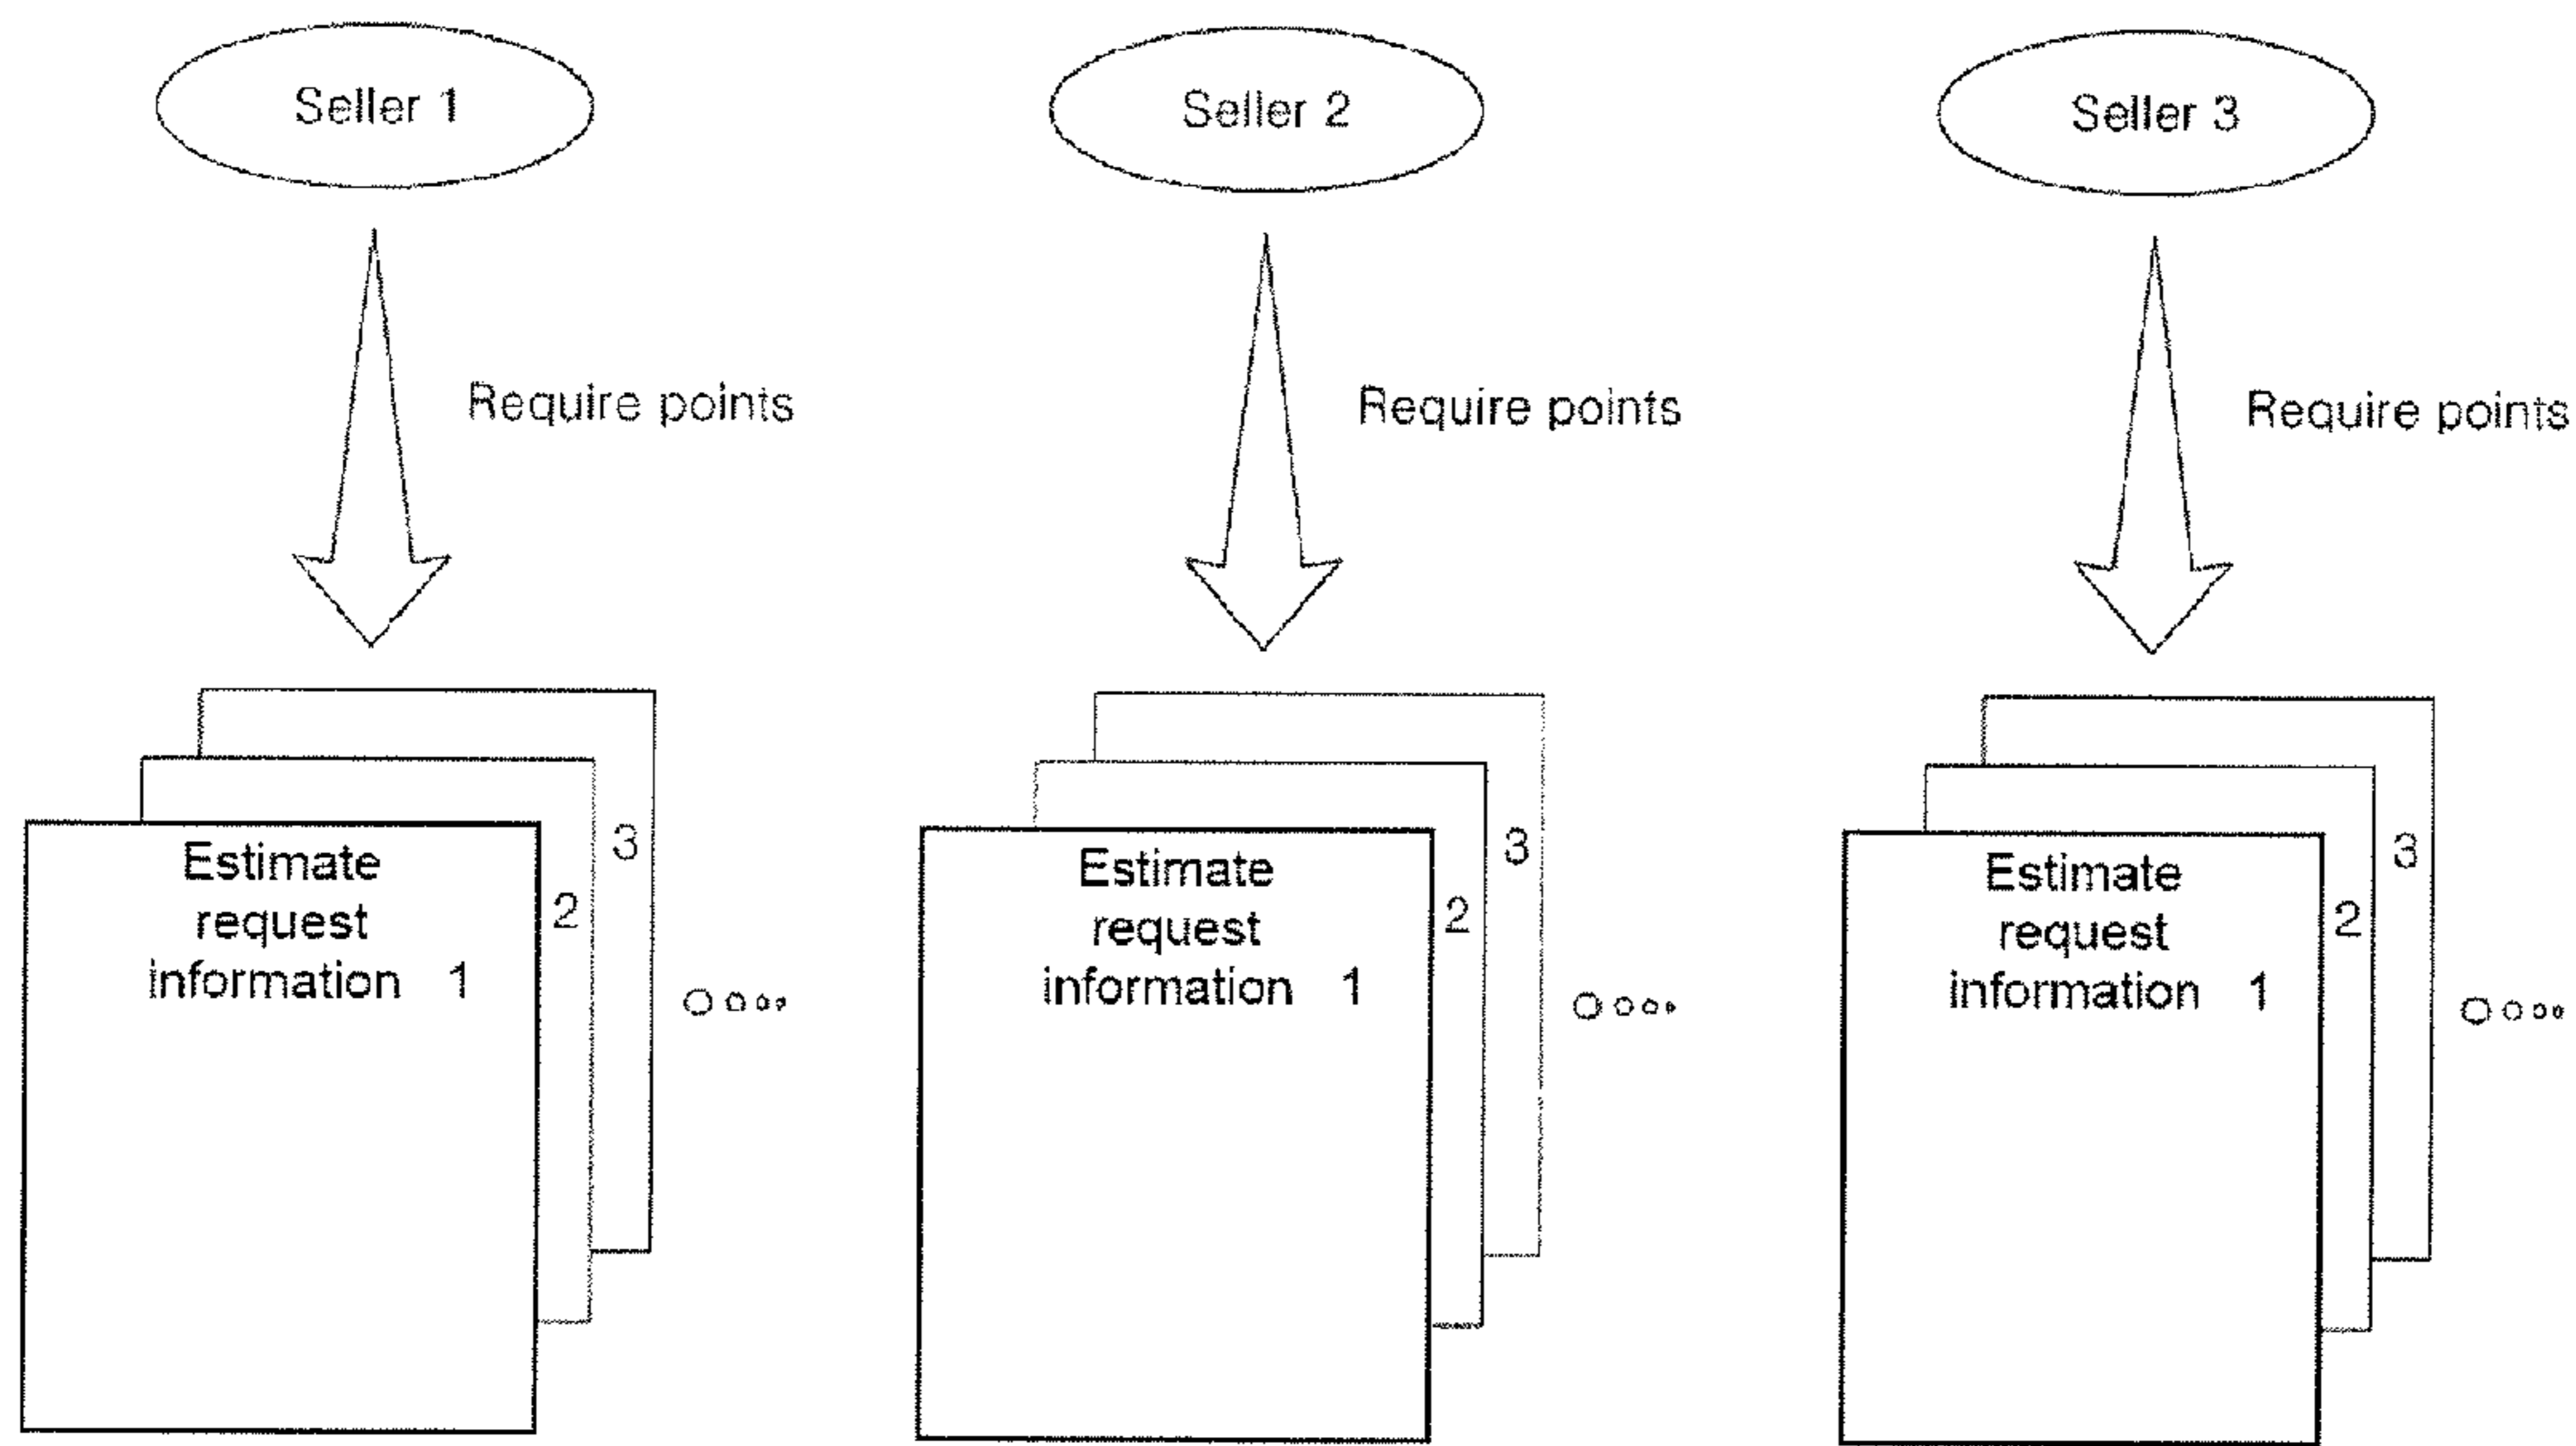 Seller 1
Seller 2
Seller 3
Require points
Require points
Require points
Estimate
request
information 1
2
3
Estimate
request
information 1
2
3
Estimate
request
information 1
2
3